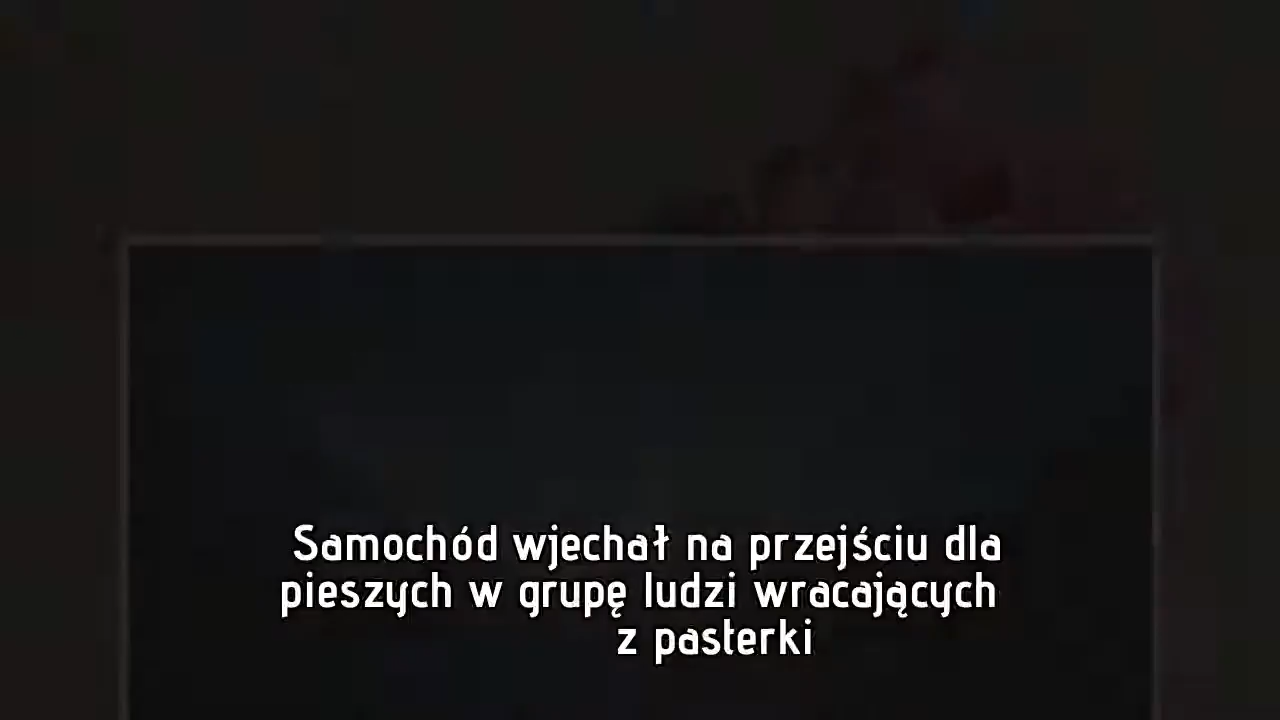 Samochód wjechał na przejściu dla
pieszych w grupę ludzi wracających
z pasterki